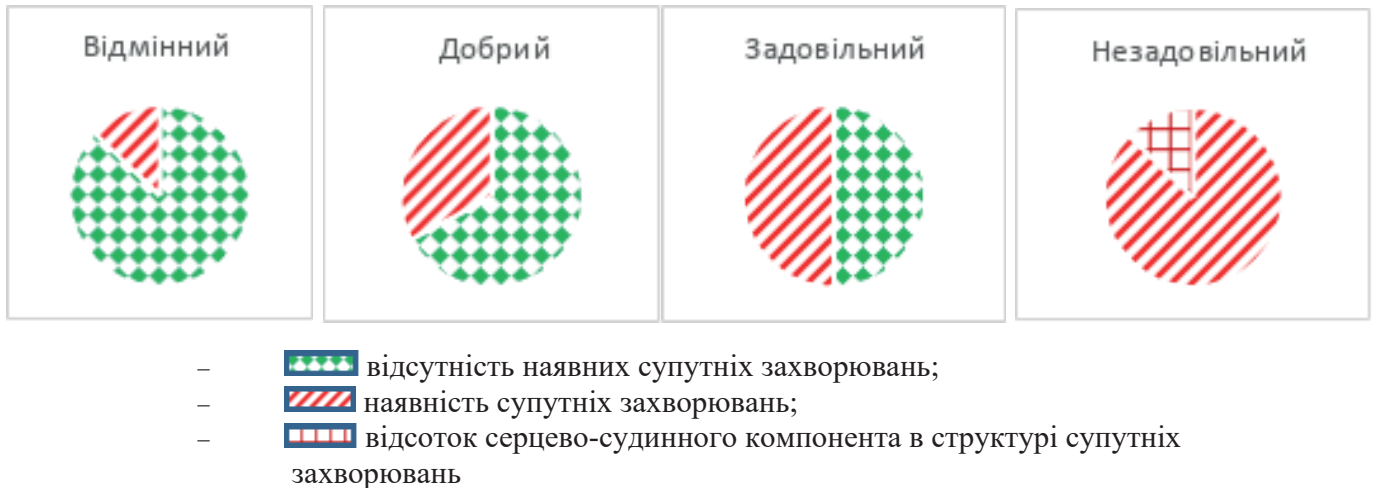 Відмінний
Добрий
Задовільний
Незадовільний
– відсутність наявних супутніх захворювань;
– наявність супутніх захворювань;
– відсоток серцево-судинного компонента в структурі супутніх
захворювань